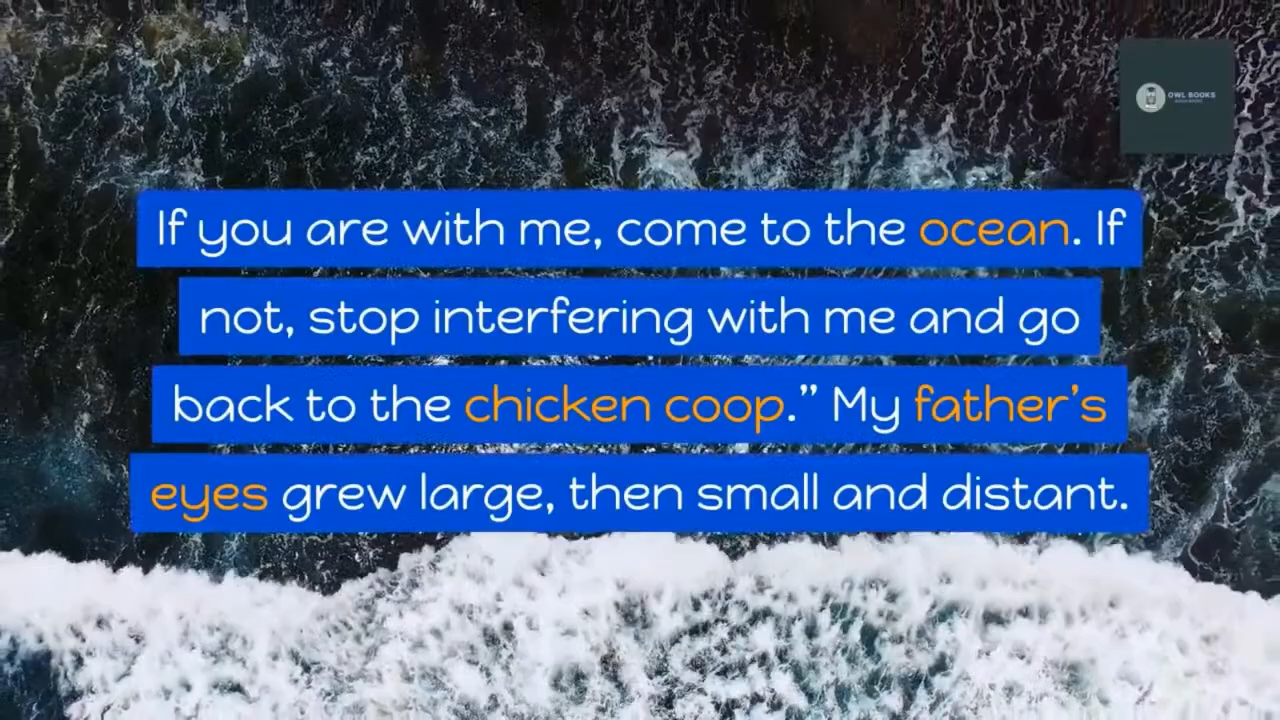 OWL BOOKS
If you are with me, come to the ocean. If
not, stop interfering with me and go
back to the chicken coop.” My father’s
eyes grew large, then small and distant.